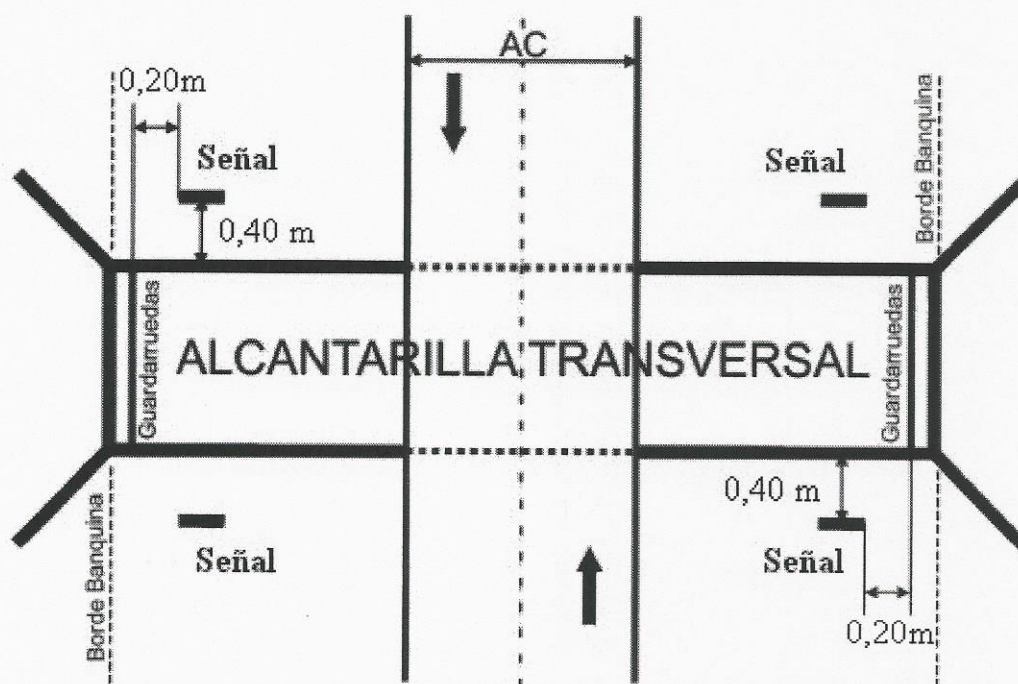 AC
0,20m
Señal
Señal
Borde Banquina
0,40 m
Guardarruedas
ALCANTARILLA TRANSVERSAL
Guardarruedas
0,40 m
Borde Banquina
Señal
Señal
0,20m